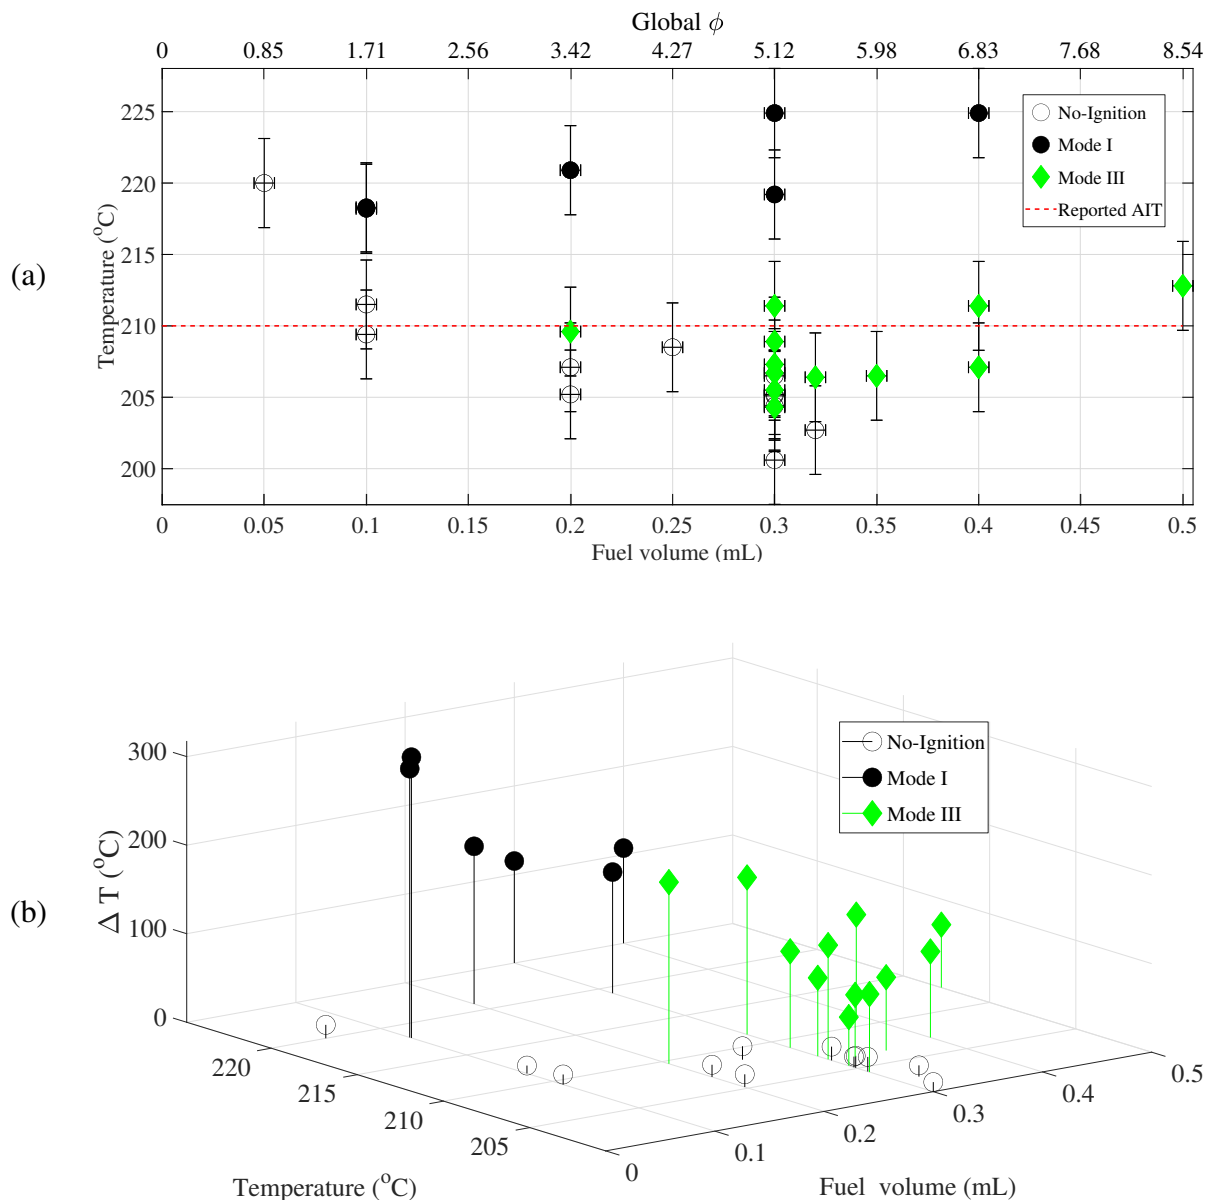 Global ϕ
0 0.85 1.71 2.56 3.42 4.27 5.12 5.98 6.83 7.68 8.54
(a)
Temperature (°C)
225
220
215
210
205
200
No-Ignition
Mode I
Mode III
Reported AIT
0 0.05 0.1 0.15 0.2 0.25 0.3 0.35 0.4 0.45 0.5
Fuel volume (mL)
(b)
Δ T (°C)
300
200
100
0
No-Ignition
Mode I
Mode III
220
215
210
205
0
0.1
0.2
0.3
0.4
0.5
Temperature (°C)
Fuel volume (mL)